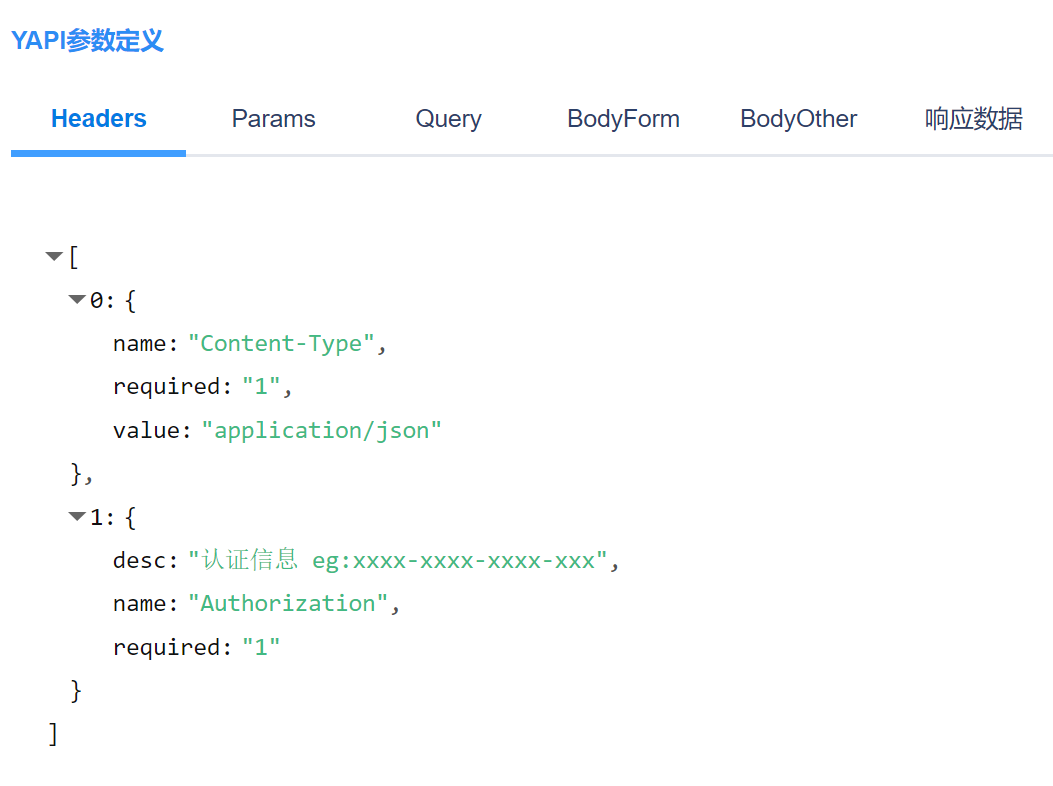 YAPI参数定义
Headers Params Query BodyForm BodyOther 响应数据
[
0: {
name: "Content-Type",
required: "1",
value: "application/json"
},
1: {
desc: "认证信息 eg:xxxx-xxxx-xxxx-xxx",
name: "Authorization",
required: "1"
}
]